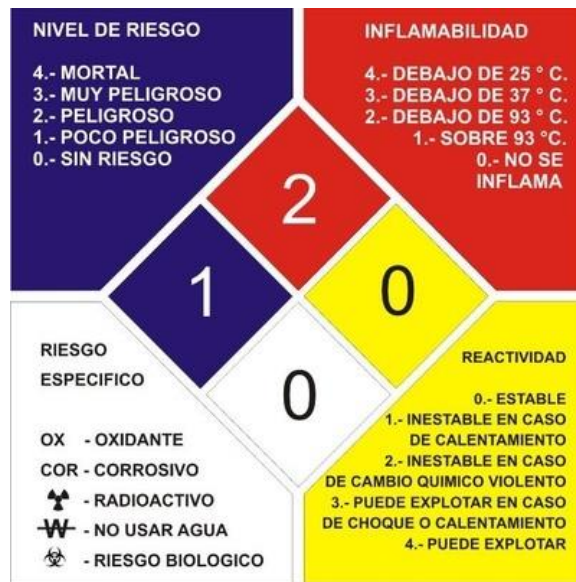 NIVEL DE RIESGO
4.- MORTAL
3.- MUY PELIGROSO
2.- PELIGROSO
1.- POCO PELIGROSO
0.- SIN RIESGO
INFLAMABILIDAD
4.- DEBAJO DE 25 ° C.
3.- DEBAJO DE 37 ° C.
2.- DEBAJO DE 93 ° C.
1.- SOBRE 93 °C.
0.- NO SE
INFLAMA
2
1
0
0
RIESGO
ESPECIFICO
OX - OXIDANTE
COR - CORROSIVO
- RADIOACTIVO
W - NO USAR AGUA
- RIESGO BIOLOGICO
REACTIVIDAD
0.- ESTABLE
1.- INESTABLE EN CASO
DE CALENTAMIENTO
2.- INESTABLE EN CASO
DE CAMBIO QUIMICO VIOLENTO
3.- PUEDE EXPLOTAR EN CASO
DE CHOQUE O CALENTAMIENTO
4.- PUEDE EXPLOTAR